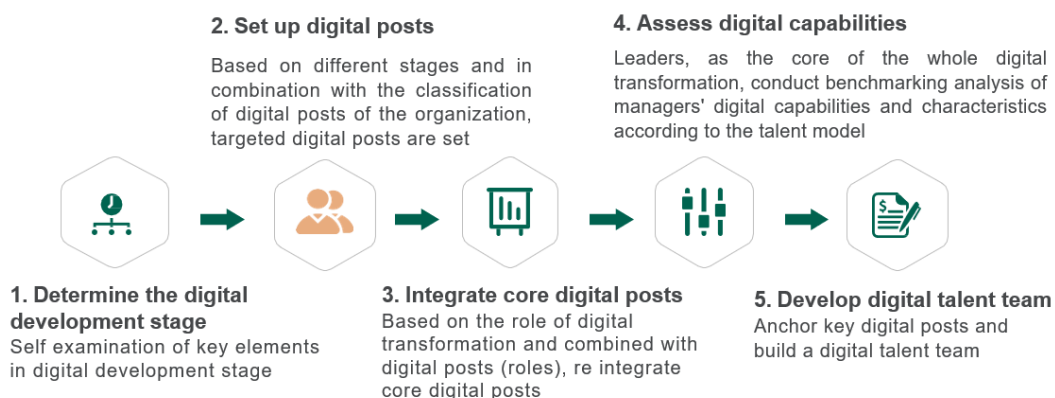 2. Set up digital posts
Based on different stages and in
combination with the classification
of digital posts of the organization,
targeted digital posts are set
4. Assess digital capabilities
Leaders, as the core of the whole digital
transformation, conduct benchmarking analysis of
managers' digital capabilities and characteristics
according to the talent model
1. Determine the digital
development stage
Self examination of key elements
in digital development stage
3. Integrate core digital posts
Based on the role of digital
transformation and combined with
digital posts (roles), re integrate
core digital posts
5. Develop digital talent team
Anchor key digital posts and
build a digital talent team